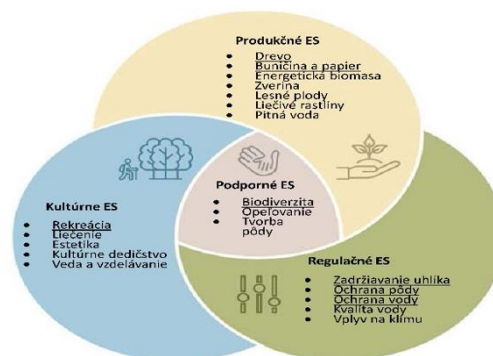 Produkčné ES
Drevo
Buničina a papier
Energetická biomasa
Zverina
Lesné plody
Liečivé rastliny
Pitná voda
Podporné ES
Biodiverzita
Opeľovanie
Tvorba
pôdy
Kultúrne ES
Rekreácia
Liečenie
Estetika
Kultúrne dedičstvo
Veda a vzdelávanie
Regulačné ES
Zadržiavanie uhlíka
Ochrana pôdy
Ochrana vody
Kvalita vody
Vplyv na klímu